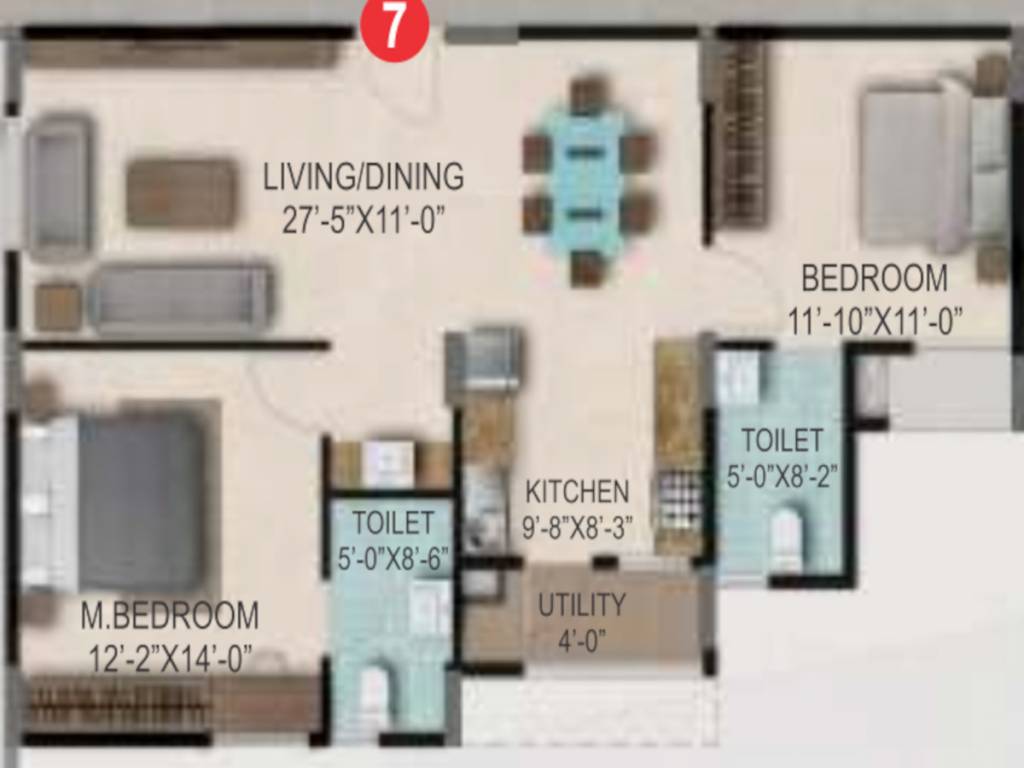 7
LIVING/DINING
27'-5”X11'-0”
BEDROOM
11'-10”X11'-0”
TOILET
5'-0”X8'-2”
KITCHEN
9'-8”X8'-3”
TOILET
5'-0”X8'-6”
UTILITY
4'-0”
M.BEDROOM
12'-2”X14'-0”